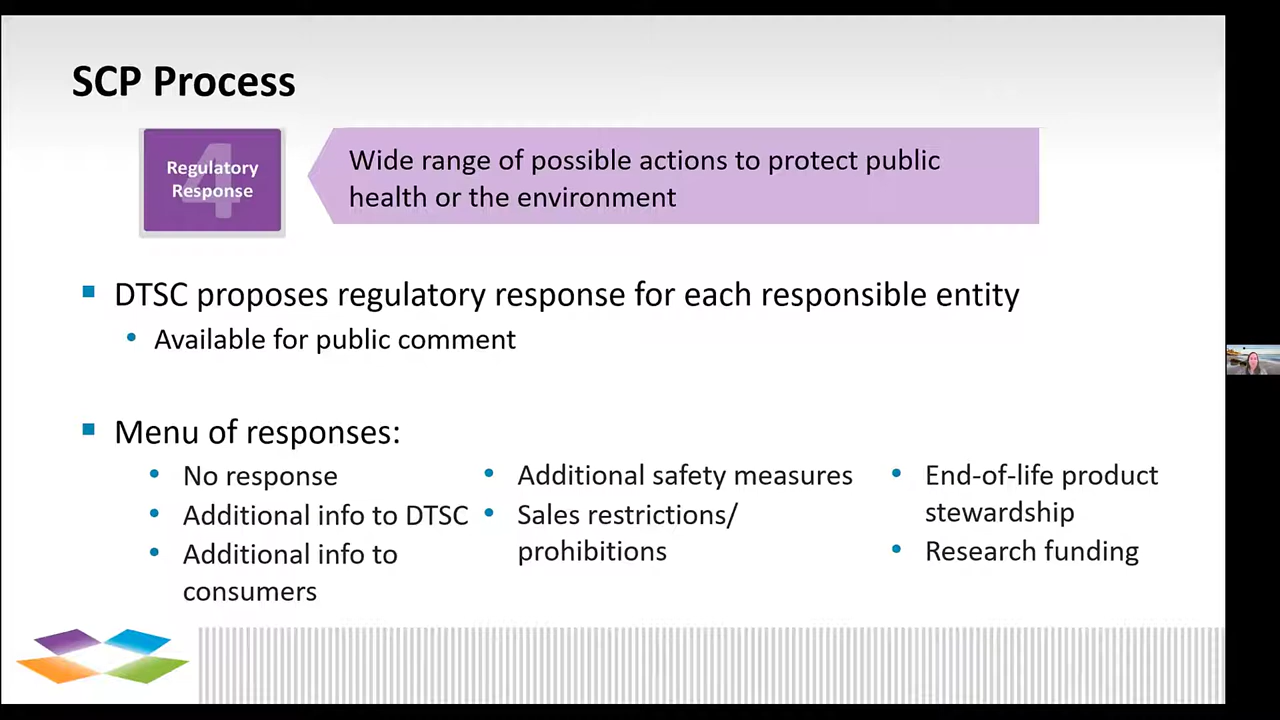 SCP Process
4
Regulatory
Response
Wide range of possible actions to protect public
health or the environment
DTSC proposes regulatory response for each responsible entity
Available for public comment
Menu of responses:
No response
Additional info to DTSC
Additional info to
consumers
Additional safety measures
Sales restrictions/
prohibitions
End-of-life product
stewardship
Research funding